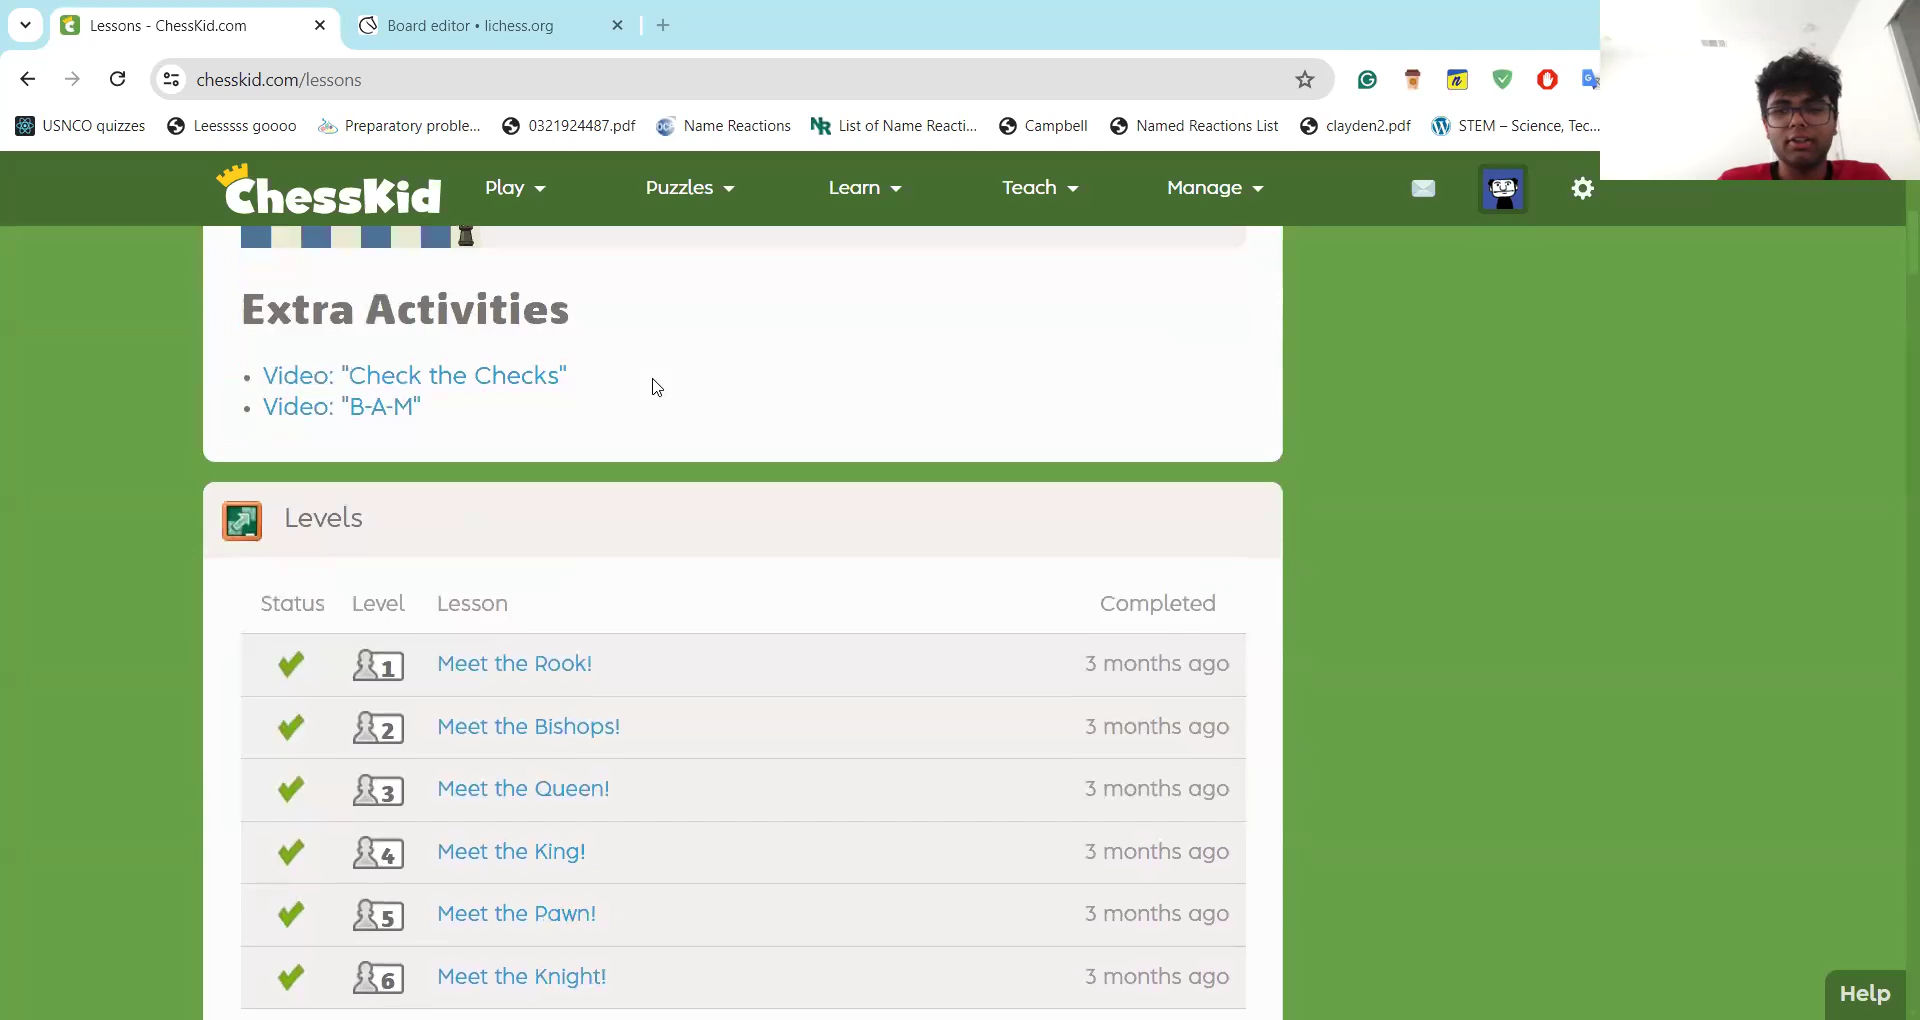 Lessons - ChessKid.com
Board editor • lichess.org
chesskid.com/lessons
USNCO quizzes
Leesssss goooo
Preparatory proble...
0321924487.pdf
Name Reactions
List of Name Reacti...
Campbell
Named Reactions List
clayden2.pdf
STEM – Science, Tec...
ChessKid
Play
Puzzles
Learn
Teach
Manage
Extra Activities
• Video: "Check the Checks"
• Video: "B-A-M"
Levels
Status Level Lesson Completed
1 Meet the Rook! 3 months ago
2 Meet the Bishops! 3 months ago
3 Meet the Queen! 3 months ago
4 Meet the King! 3 months ago
5 Meet the Pawn! 3 months ago
6 Meet the Knight! 3 months ago
Help